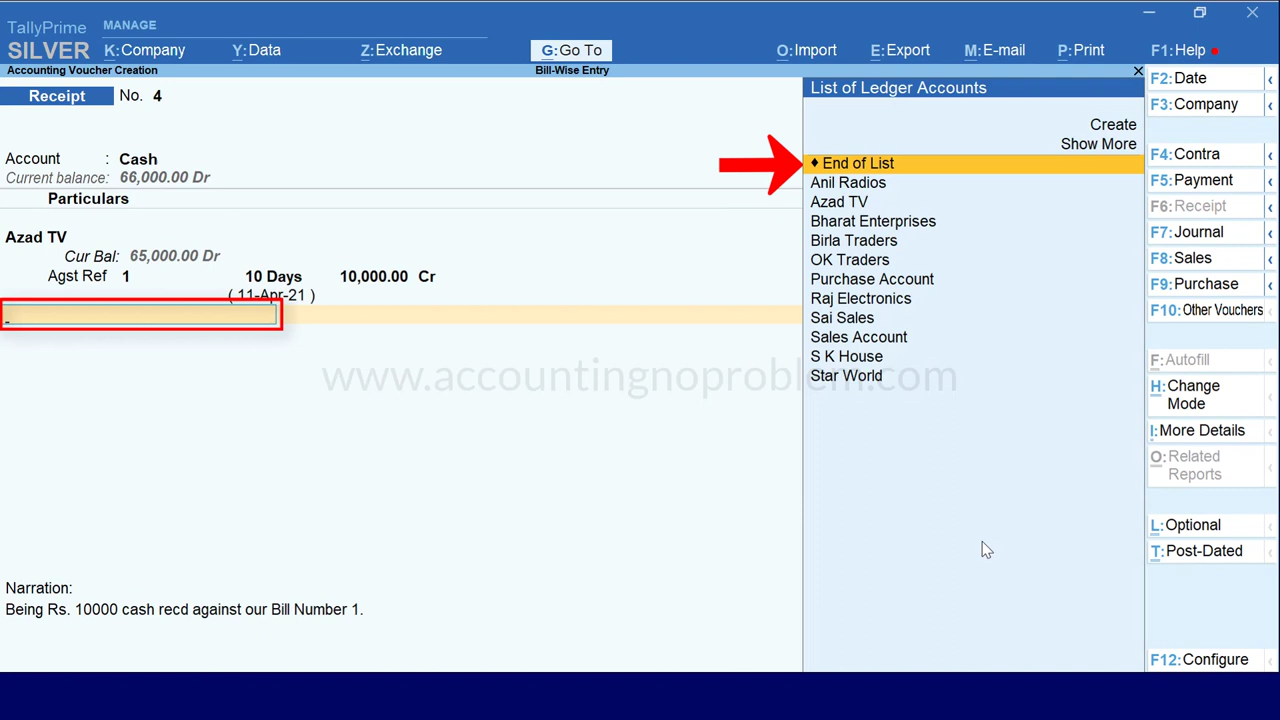 TallyPrime
MANAGE
SILVER
K:Company
Y:Data
Z:Exchange
G:Go To
O:Import
E:Export
M:E-mail
P:Print
F1:Help
Accounting Voucher Creation
Bill-Wise Entry
Receipt No. 4
Account : Cash
Current balance: 66,000.00 Dr
Particulars
Azad TV
Cur Bal: 65,000.00 Dr
Agst Ref 1 10 Days 10,000.00 Cr
( 11-Apr-21 )
Narration:
Being Rs. 10000 cash recd against our Bill Number 1.
List of Ledger Accounts
Create
Show More
♦ End of List
Anil Radios
Azad TV
Bharat Enterprises
Birla Traders
OK Traders
Purchase Account
Raj Electronics
Sai Sales
Sales Account
S K House
Star World
www.accountingnoproblem.com
F2:Date
F3:Company
F4:Contra
F5:Payment
F6:Receipt
F7:Journal
F8:Sales
F9:Purchase
F10:Other Vouchers
F:Autofill
H:Change
Mode
I:More Details
O:Related
Reports
L:Optional
T:Post-Dated
F12:Configure